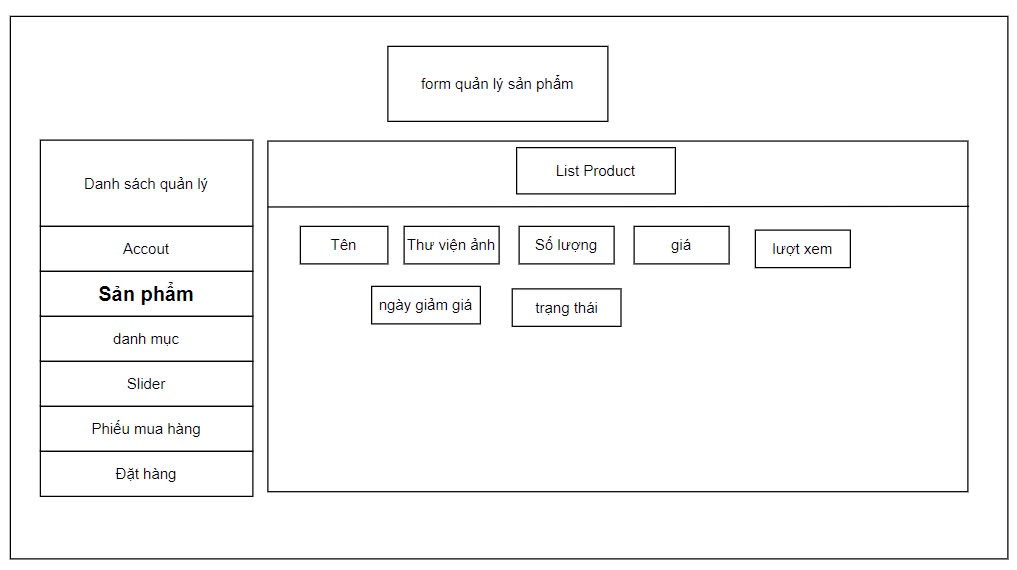 form quản lý sản phẩm
Danh sách quản lý
Accout
Sản phẩm
danh mục
Slider
Phiếu mua hàng
Đặt hàng
List Product
Tên
Thư viện ảnh
Số lượng
giá
lượt xem
ngày giảm giá
trạng thái